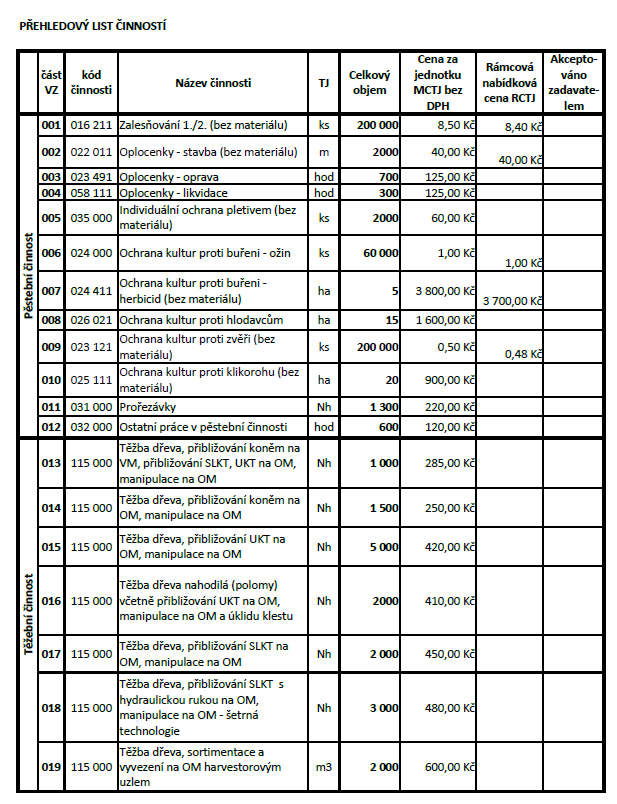 PŘEHLEDOVÝ LIST ČINNOSTÍ
část VZ | kód činnosti | Název činnosti | TJ | Celkový objem | Cena za jednotku MCTJ bez DPH | Rámcová nabídková cena RCTJ | Akcepto-váno zadavate-lem
Pěstební činnost
001 016 211 Zalesňování 1./2. (bez materiálu) ks 200 000 8,50 Kč 8,40 Kč
002 022 011 Oplocenky - stavba (bez materiálu) m 2000 40,00 Kč 40,00 Kč
003 023 491 Oplocenky - oprava hod 700 125,00 Kč
004 058 111 Oplocenky - likvidace hod 300 125,00 Kč
005 035 000 Individuální ochrana pletivem (bez
materiálu) ks 2000 60,00 Kč
006 024 000 Ochrana kultur proti buřeni - ožin ks 60 000 1,00 Kč 1,00 Kč
007 024 411 Ochrana kultur proti buřeni -
herbicid (bez materiálu) ha 5 3 800,00 Kč 3 700,00 Kč
008 026 021 Ochrana kultur proti hlodavcům ha 15 1 600,00 Kč
009 023 121 Ochrana kultur proti zvěři (bez
materiálu) ks 200 000 0,50 Kč 0,48 Kč
010 025 111 Ochrana kultur proti klikorohu (bez
materiálu) ha 20 900,00 Kč
011 031 000 Prořezávky Nh 1 300 220,00 Kč
012 032 000 Ostatní práce v pěstební činnosti hod 600 120,00 Kč
Těžební činnost
013 115 000 Těžba dřeva, přibližování koněm na
VM, přibližování SLKT, UKT na OM,
manipulace na OM Nh 1 000 285,00 Kč
014 115 000 Těžba dřeva, přibližování koněm na
OM, manipulace na OM Nh 1 500 250,00 Kč
015 115 000 Těžba dřeva, přibližování UKT na
OM, manipulace na OM Nh 5 000 420,00 Kč
016 115 000 Těžba dřeva nahodilá (polomy)
včetně přibližování UKT na OM,
manipulace na OM a úklidu klestu Nh 2000 410,00 Kč
017 115 000 Těžba dřeva, přibližování SLKT na
OM, manipulace na OM Nh 2 000 450,00 Kč
018 115 000 Těžba dřeva, přibližování SLKT s
hydraulickou rukou na OM,
manipulace na OM - šetrná
technologie Nh 3 000 480,00 Kč
019 115 000 Těžba dřeva, sortimentace a
vyvezení na OM harvestorovým
uzlem m3 2 000 600,00 Kč